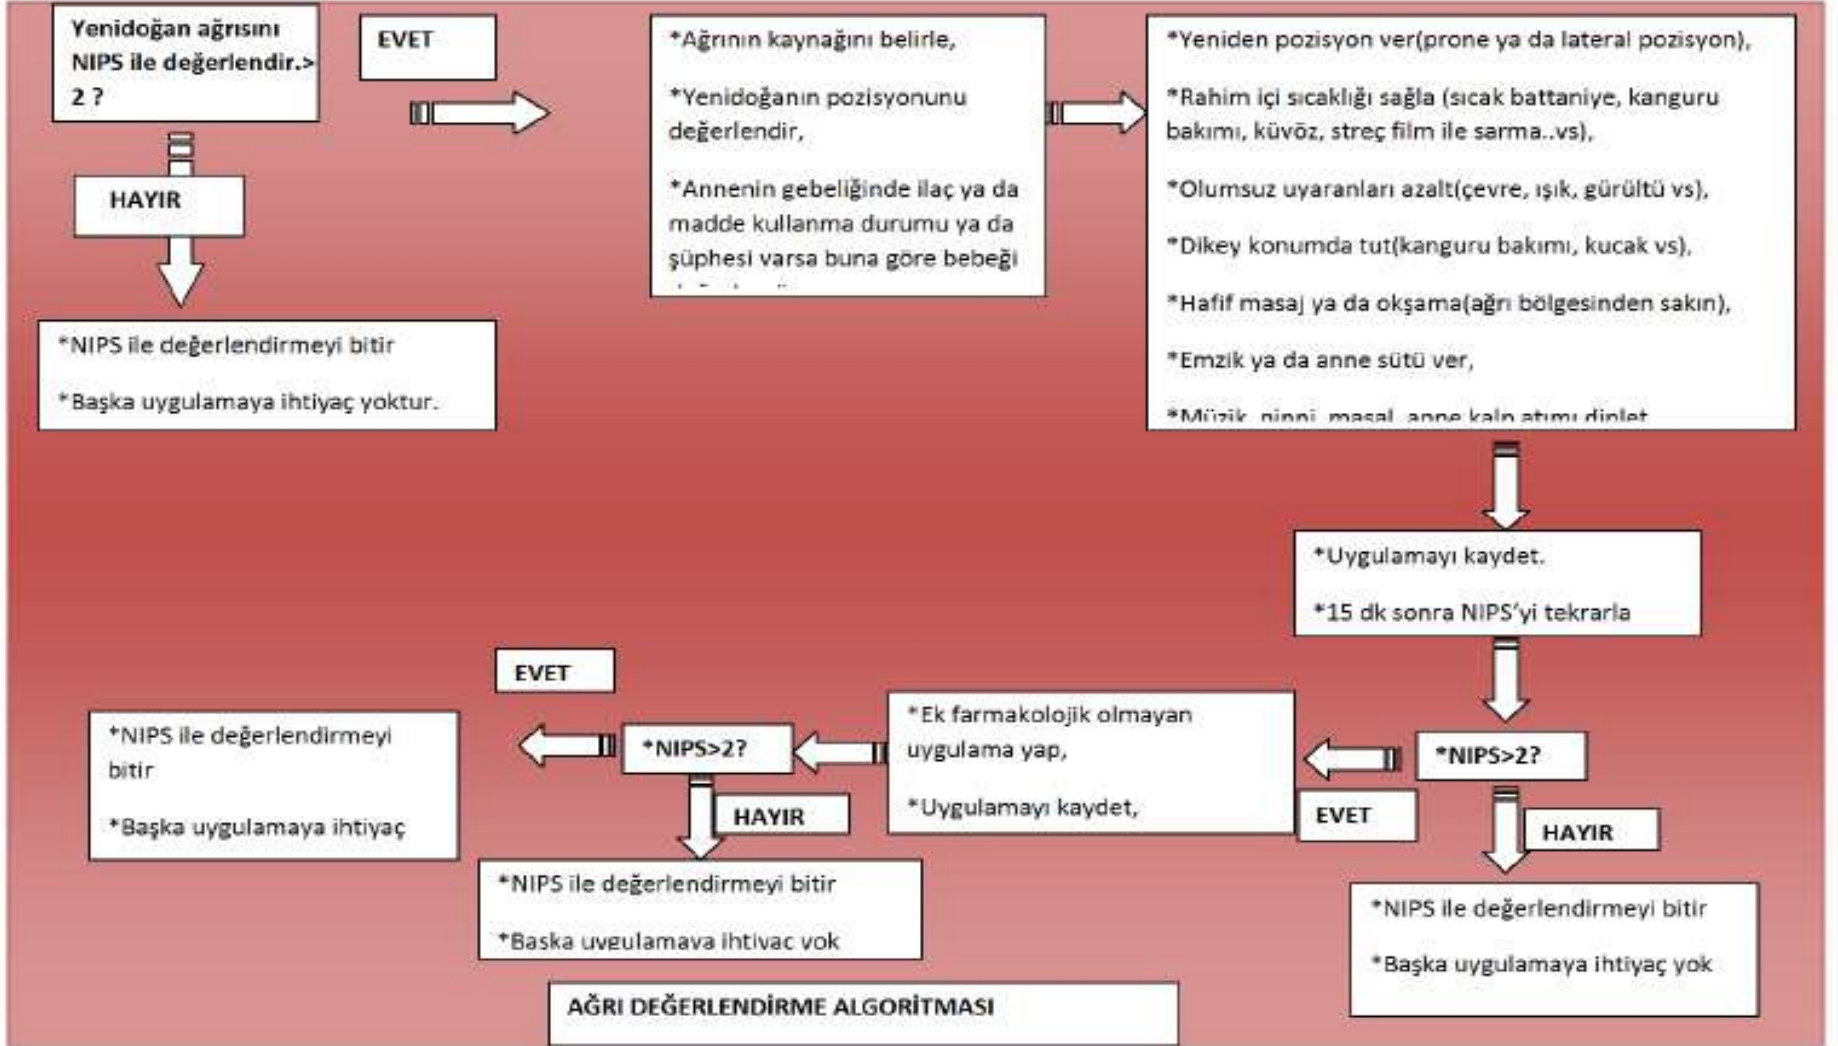 Yenidoğan ağrısını
NIPS ile değerlendir.>
2 ?
EVET
*Ağrının kaynağını belirle,
*Yenidoğanın pozisyonunu
değerlendir,
*Annenin gebeliğinde ilaç ya da
madde kullanma durumu ya da
şüphesi varsa buna göre bebeği
*Yeniden pozisyon ver(prone ya da lateral pozisyon),
*Rahim içi sıcaklığı sağla (sıcak battaniye, kanguru
bakımı, küvöz, streç film ile sarma..vs),
*Olumsuz uyaranları azalt(çevre, ışık, gürültü vs),
*Dikey konumda tut(kanguru bakımı, kucak vs),
*Hafif masaj ya da okşama(ağrı bölgesinden sakın),
*Emzik ya da anne sütü ver,
*Müzik, ninni, masal, anne kalp atımı dinlet
HAYIR
*NIPS ile değerlendirmeyi bitir
*Başka uygulamaya ihtiyaç yoktur.
*Uygulamayı kaydet.
*15 dk sonra NIPS'yi tekrarla
*NIPS>2?
EVET
HAYIR
*NIPS ile değerlendirmeyi bitir
*Başka uygulamaya ihtiyaç yok
*Ek farmakolojik olmayan
uygulama yap,
*Uygulamayı kaydet,
*NIPS>2?
EVET
*NIPS ile değerlendirmeyi
bitir
*Başka uygulamaya ihtiyaç
HAYIR
*NIPS ile değerlendirmeyi bitir
*Başka uygulamaya ihtiyaç yok
AĞRI DEĞERLENDİRME ALGORİTMASI